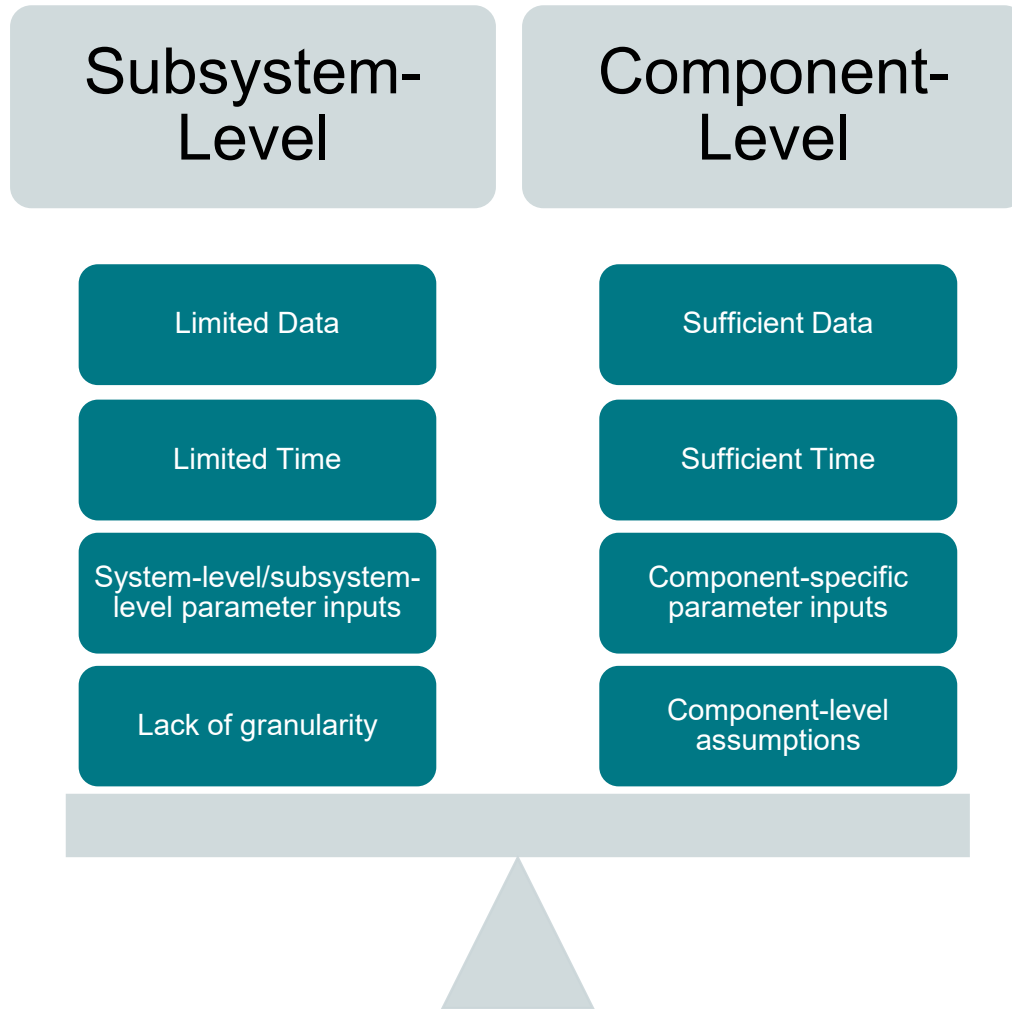 Subsystem-
Level
Component-
Level
Limited Data
Sufficient Data
Limited Time
Sufficient Time
System-level/subsystem-
level parameter inputs
Component-specific
parameter inputs
Lack of granularity
Component-level
assumptions